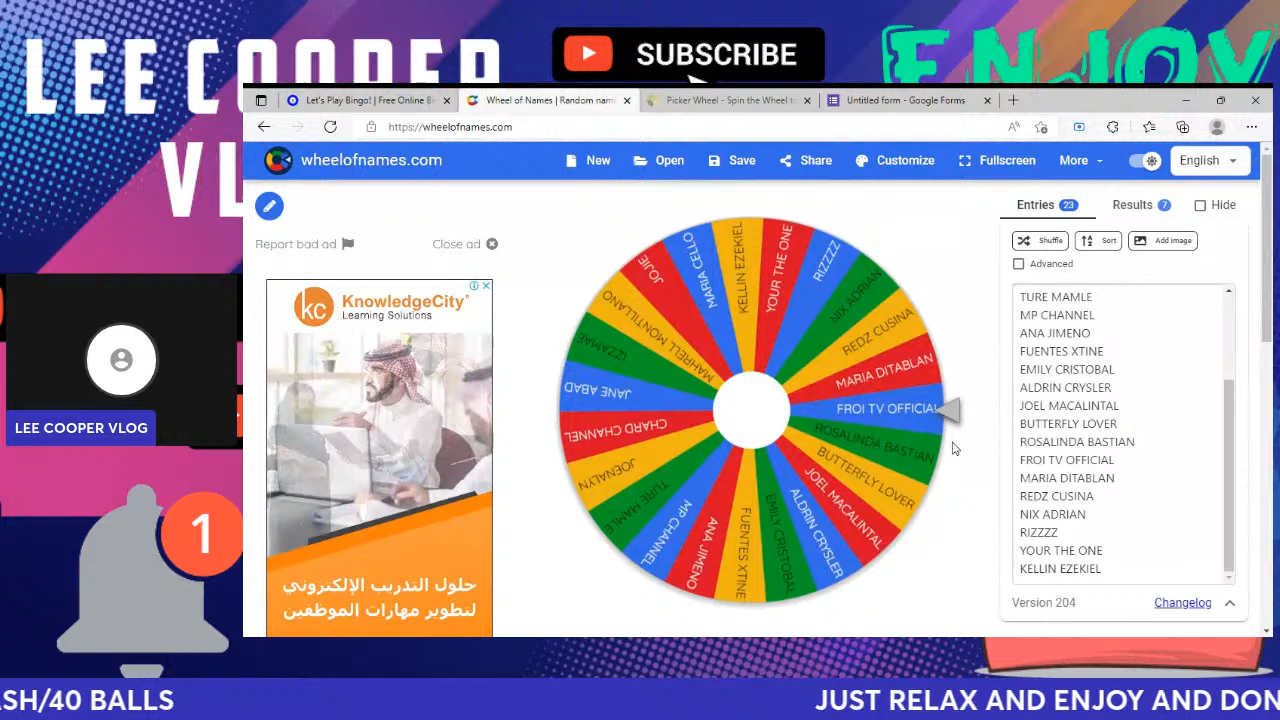 LEE COOPER
VL
SUBSCRIBE
ENJOY
Let's Play Bingo! | Free Online B
Wheel of Names | Random nam
Picker Wheel - Spin the Wheel to
Untitled form - Google Forms
https://wheelofnames.com
wheelofnames.com
New
Open
Save
Share
Customize
Fullscreen
More
English
Report bad ad
Close ad
Entries 23
Results 7
Hide
Shuffle
Sort
Add image
Advanced
kc KnowledgeCity
Learning Solutions
حلول التدريب الإلكتروني
لتطوير مهارات الموظفين
KELLIN EZEKIEL
YOUR THE ONE
RIZZZZ
NIX ADRIAN
REDZ CUSINA
MARIA DITABLAN
FROI TV OFFICIAL
ROSALINDA BASTIAN
BUTTERFLY LOVER
JOEL MACALINTAL
ALDRIN CRYSLER
EMILY CRISTOBAL
FUENTES XTINE
ANA JIMENO
MP CHANNEL
TURE MAMLE
JOENALYN
CHARD CHANNEL
JANE ABAD
IZZAMAE
MAHRELL MONTILLANO
JOJIE
MARIA CELLO
TURE MAMLE
MP CHANNEL
ANA JIMENO
FUENTES XTINE
EMILY CRISTOBAL
ALDRIN CRYSLER
JOEL MACALINTAL
BUTTERFLY LOVER
ROSALINDA BASTIAN
FROI TV OFFICIAL
MARIA DITABLAN
REDZ CUSINA
NIX ADRIAN
RIZZZZ
YOUR THE ONE
KELLIN EZEKIEL
Version 204
Changelog
LEE COOPER VLOG
1
ASH/40 BALLS
JUST RELAX AND ENJOY AND DON